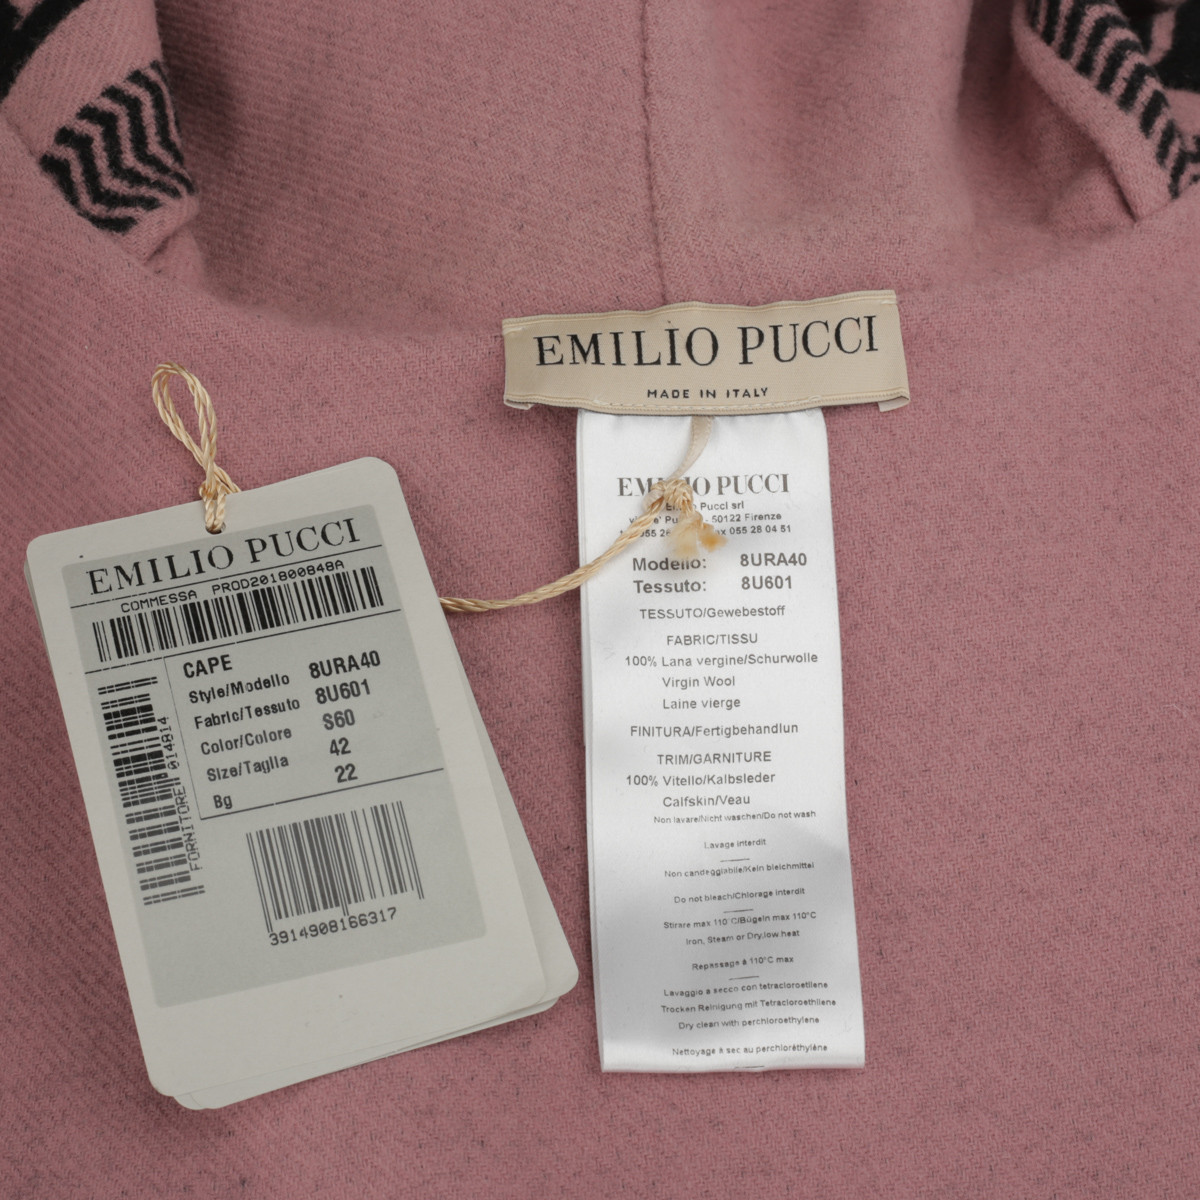 EMILIO PUCCI
MADE IN ITALY
EMILIO PUCCI
COMMESSA PROD201800848A
CAPE
Style/Modello 8URA40
Fabric/Tessuto 8U601
Color/Colore S60
Size/Taglia 42
Bg 22
FORNITORE 014814
3914908166317
PUCCI
Pucci srl
50122 Firenze
055 28 04 51
Modello: 8URA40
Tessuto: 8U601
TESSUTO/Gewebestoff
FABRIC/TISSU
100% Lana vergine/Schurwolle
Virgin Wool
Laine vierge
FINITURA/Fertigbehandlun
TRIM/GARNITURE
100% Vitello/Kalbsleder
Calfskin/Veau
Non lavare/Nicht waschen/Do not wash
Lavage interdit
Non candeggiabile/Kein bleichmittel
Do not bleach/Chlorage interdit
Stirare max 110°C/Bügeln max 110°C
Iron, Steam or Dry,low heat
Repassage à 110°C max
Lavaggio a secco con tetracloroetilene
Trocken Reinigung mit Tetracloroethilene
Dry clean with perchloroethylene
Nettoyage à sec au perchloréthylène